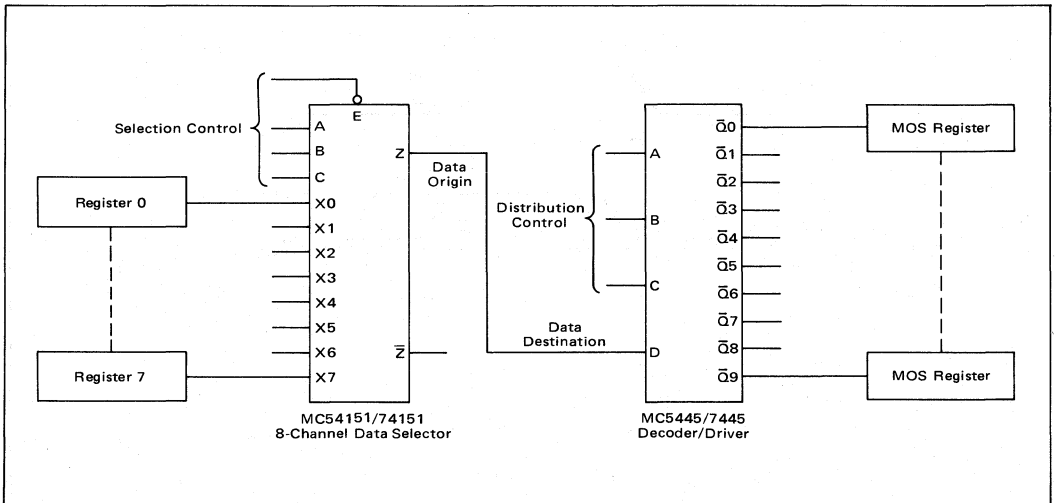 Selection Control
E
A
B
C
Z
Data
Origin
Register 0
X0
X1
X2
X3
X4
X5
X6
X7
Z̅
Register 7
MC54151/74151
8-Channel Data Selector
Distribution
Control
A
B
C
D
Data
Destination
Q̅0
Q̅1
Q̅2
Q̅3
Q̅4
Q̅5
Q̅6
Q̅7
Q̅8
Q̅9
MC5445/7445
Decoder/Driver
MOS Register
MOS Register